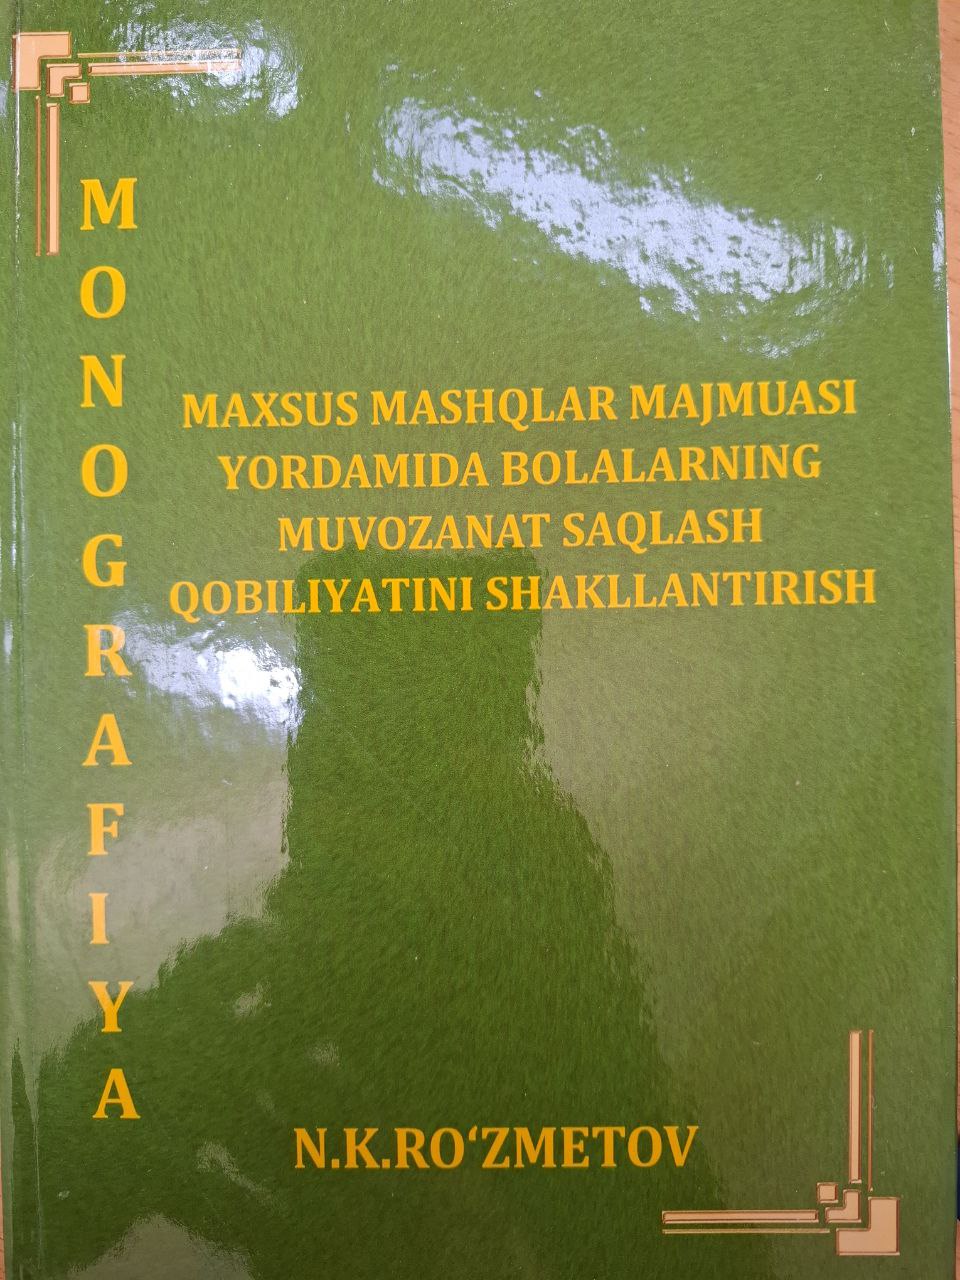 MONOGRAFIYA
MAXSUS MASHQLAR MAJMUASI
YORDAMIDA BOLALARNING
MUVOZANAT SAQLASH
QOBILIYATINI SHAKLLANTIRISH
N.K.RO‘ZMETOV